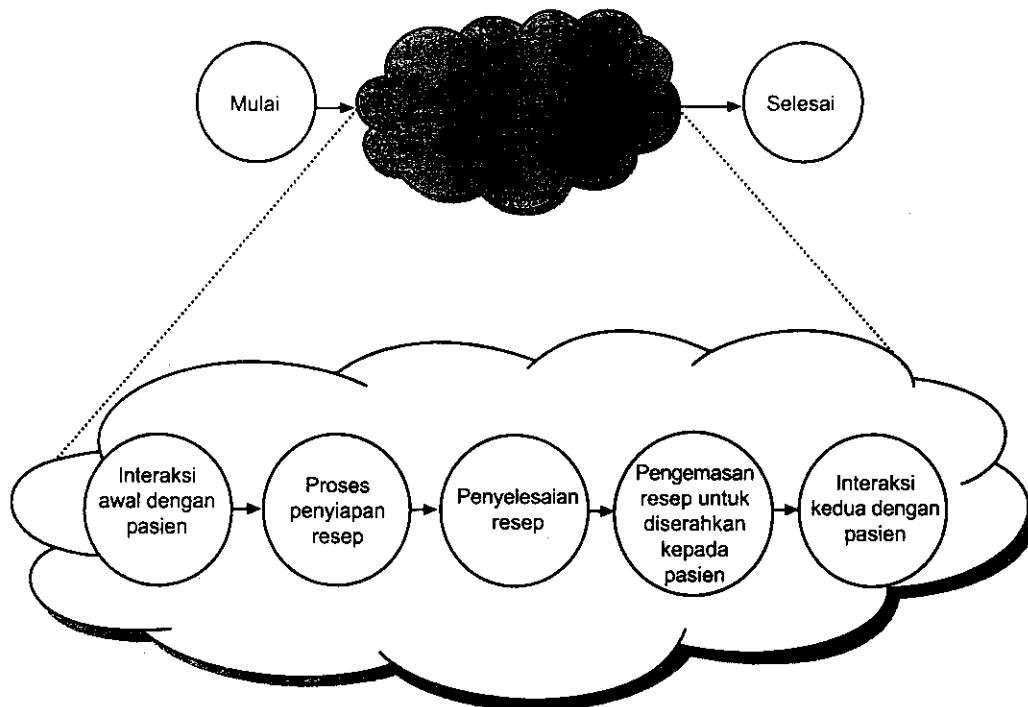 Mulai
Selesai
Interaksi
awal dengan
pasien
Proses
penyiapan
resep
Penyelesaian
resep
Pengemasan
resep untuk
diserahkan
kepada
pasien
Interaksi
kedua dengan
pasien